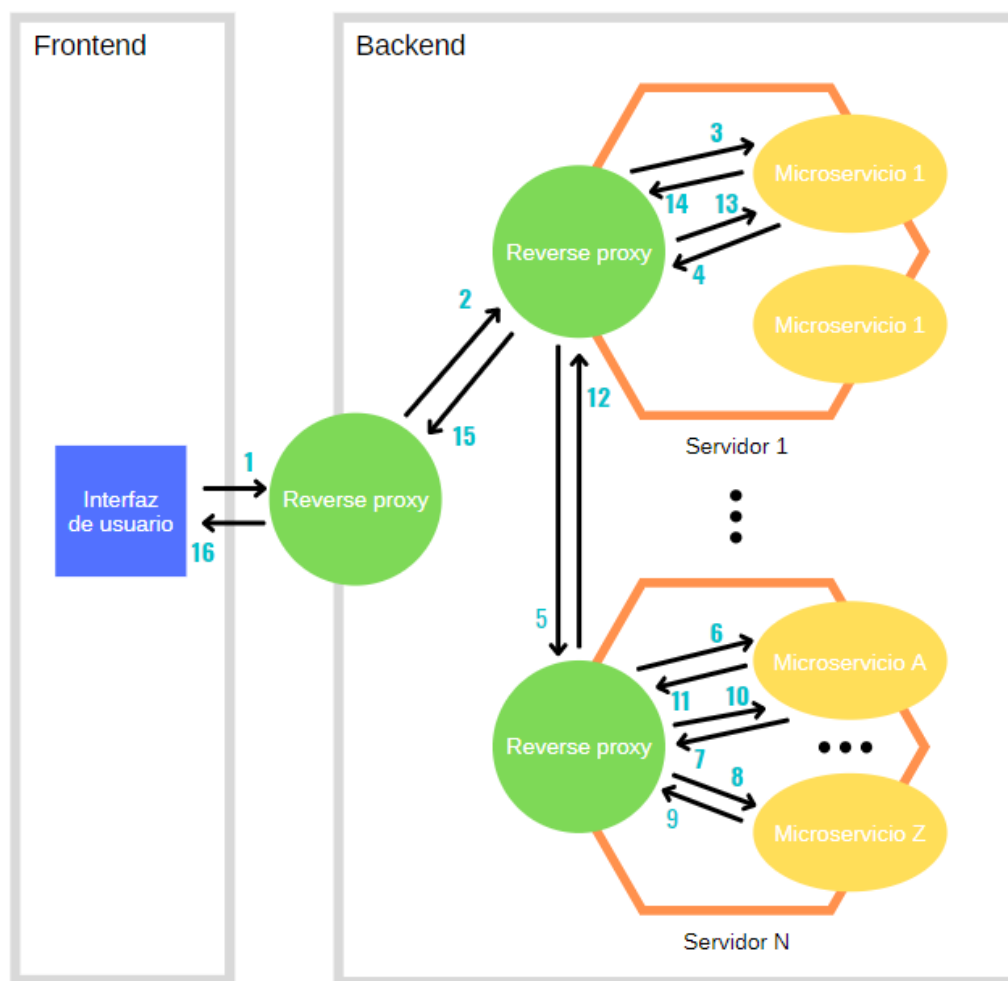 Frontend
Backend
3
Microservicio 1
14
13
Reverse proxy
4
2
Microservicio 1
12
15
Servidor 1
1
Interfaz
de usuario
Reverse proxy
16
5
6
Microservicio A
11
10
Reverse proxy
7
8
9
Microservicio Z
Servidor N